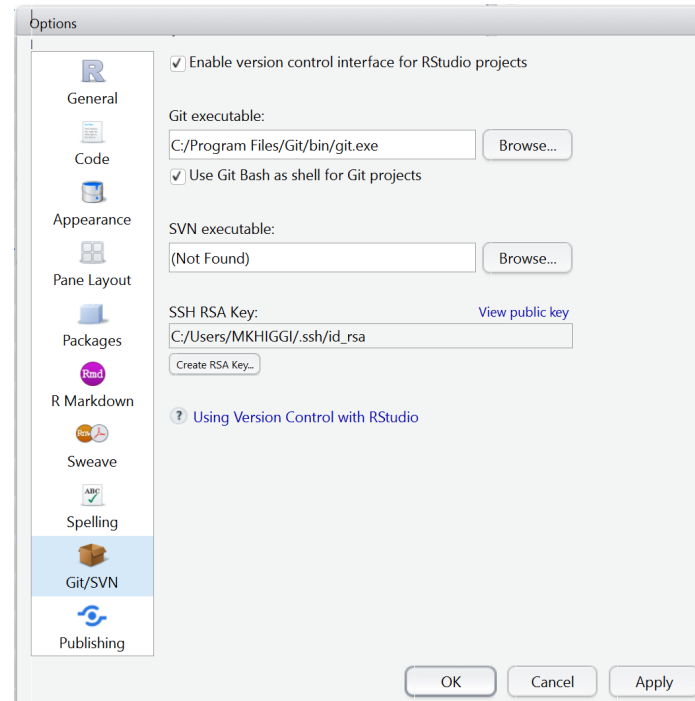 Options
General
Code
Appearance
Pane Layout
Packages
Rmd
R Markdown
Sweave
ABC
Spelling
Git/SVN
Publishing
Enable version control interface for RStudio projects
Git executable:
C:/Program Files/Git/bin/git.exe
Browse...
Use Git Bash as shell for Git projects
SVN executable:
(Not Found)
Browse...
SSH RSA Key:
View public key
C:/Users/MKHIGGI/.ssh/id_rsa
Create RSA Key...
? Using Version Control with RStudio
OK
Cancel
Apply